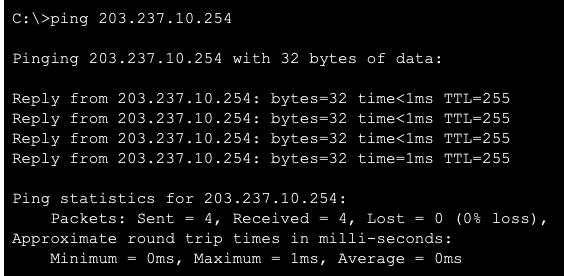 C:\>ping 203.237.10.254
Pinging 203.237.10.254 with 32 bytes of data:
Reply from 203.237.10.254: bytes=32 time<1ms TTL=255
Reply from 203.237.10.254: bytes=32 time<1ms TTL=255
Reply from 203.237.10.254: bytes=32 time<1ms TTL=255
Reply from 203.237.10.254: bytes=32 time=1ms TTL=255
Ping statistics for 203.237.10.254:
Packets: Sent = 4, Received = 4, Lost = 0 (0% loss),
Approximate round trip times in milli-seconds:
Minimum = 0ms, Maximum = 1ms, Average = 0ms